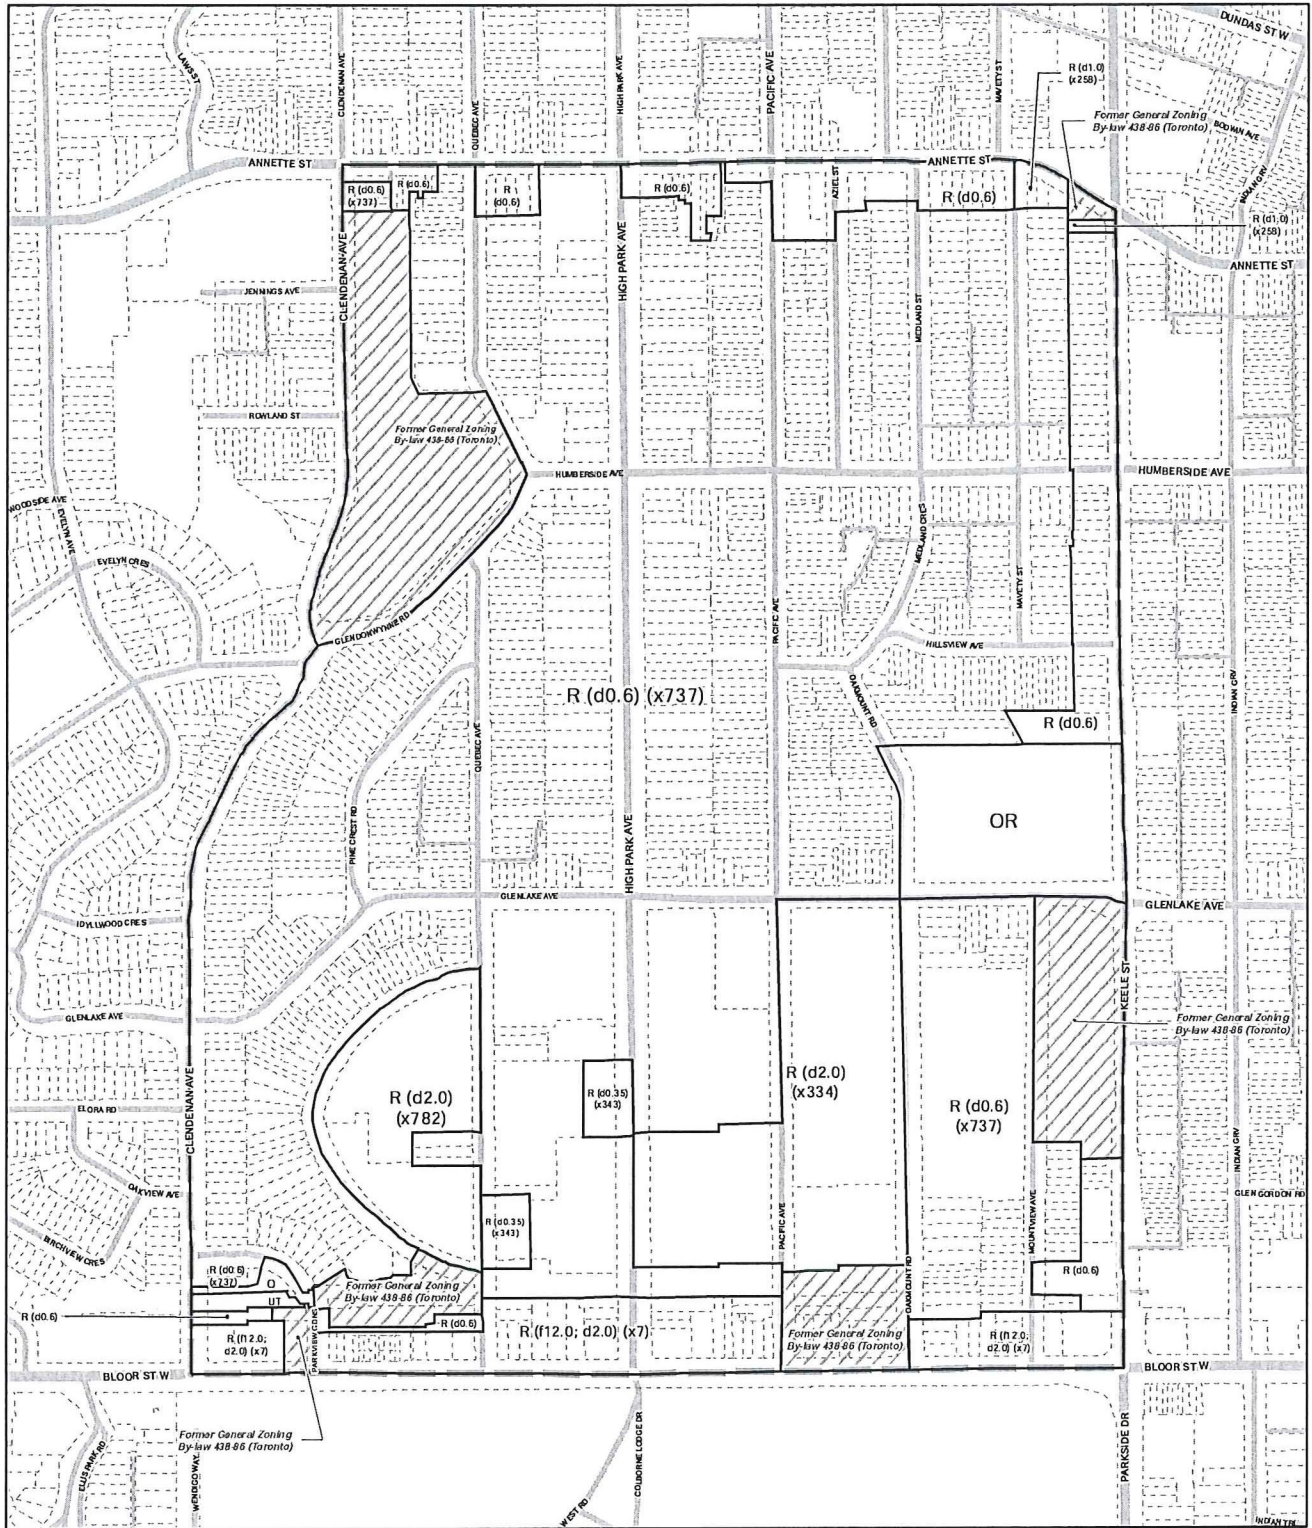 DUNDAS ST W
LAWS ST
CLENDENAN AVE
QUEBEC AVE
HIGH PARK AVE
PACIFIC AVE
MAVETY ST
R (d1.0)
(x258)
Former General Zoning
By-law 438-86 (Toronto)
BODWIN AVE
INDIAN GRV
ANNETTE ST
ANNETTE ST
R (d0.6)
(x737)
R (d0.6)
R
(d0.6)
R (d0.6)
AZIEL ST
R (d0.6)
R (d1.0)
(x258)
ANNETTE ST
CLENDENAN AVE
HIGH PARK AVE
JENNINGS AVE
MEDLAND ST
ROWLAND ST
Former General Zoning
By-law 438-86 (Toronto)
HUMBERSIDE AVE
HUMBERSIDE AVE
WOODSIDE AVE
EVELYN AVE
EVELYN CRES
MEDLAND CRES
MAVETY ST
PACIFIC AVE
GLENDONWYNNE RD
HILLSVIEW AVE
R (d0.6) (x737)
OAKMOUNT RD
R (d0.6)
INDIAN GRV
QUEBEC AVE
PINE CREST RD
HIGH PARK AVE
OR
GLENLAKE AVE
GLENLAKE AVE
IDYLLWOOD CRES
KEELE ST
GLENLAKE AVE
Former General Zoning
By-law 438-86 (Toronto)
R (d2.0)
(x334)
R (d2.0)
(x782)
R (d0.35)
(x343)
R (d0.6)
(x737)
ELORA RD
CLENDENAN AVE
INDIAN GRV
OAKVIEW AVE
GLEN GORDON RD
BIRCHVIEW CRES
R (d0.35)
(x343)
PACIFIC AVE
MOUNTVIEW AVE
OAKMOUNT RD
R (d0.6)
(x737)
O
R (d0.6)
Former General Zoning
By-law 438-86 (Toronto)
UT
R (d0.6)
R (d0.6)
PARKVIEW GDNS
R (f12.0;
d2.0) (x7)
R (f12.0; d2.0) (x7)
Former General Zoning
By-law 438-86 (Toronto)
R (f12.0;
d2.0) (x7)
BLOOR ST W
BLOOR ST W
Former General Zoning
By-law 438-86 (Toronto)
ELLIS PARK RD
WENDIGO WAY
COLBORNE LODGE DR
WEST RD
PARKSIDE DR
INDIAN TRL